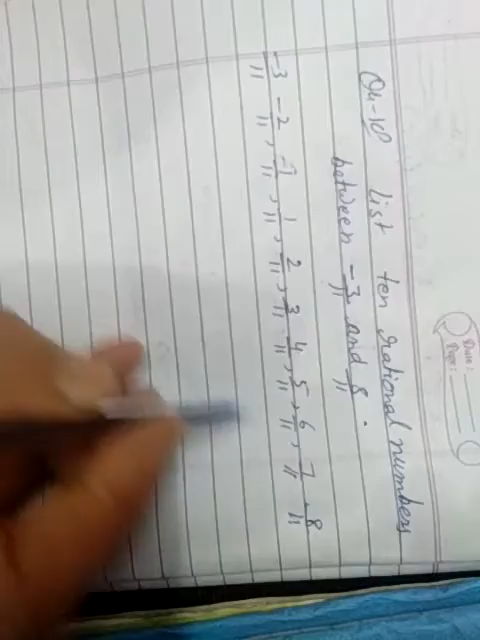 Date:
Page:
Qu-10 list ten rational numbers
between -3/11 and 8/11.
-3/11 -2/11, -1/11, 1/11, 2/11, 3/11 4/11, 5/11, 6/11, 7/11 8/11